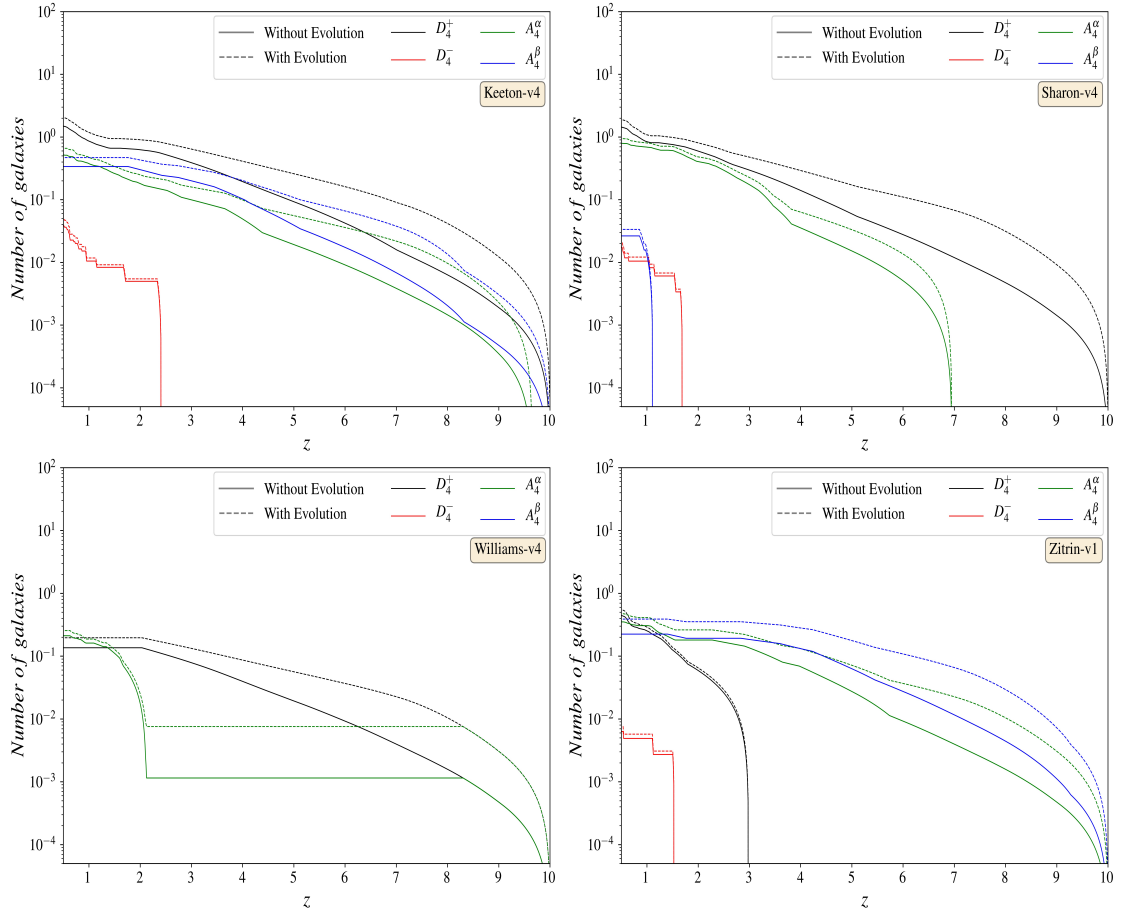 10^2
10^1
10^0
10^-1
10^-2
10^-3
10^-4
Number of galaxies
Without Evolution D_4^+ A_4^α
With Evolution D_4^- A_4^β
Keeton-v4
1 2 3 4 5 6 7 8 9 10
z
10^2
10^1
10^0
10^-1
10^-2
10^-3
10^-4
Number of galaxies
Without Evolution D_4^+ A_4^α
With Evolution D_4^- A_4^β
Sharon-v4
1 2 3 4 5 6 7 8 9 10
z
10^2
10^1
10^0
10^-1
10^-2
10^-3
10^-4
Number of galaxies
Without Evolution D_4^+ A_4^α
With Evolution D_4^- A_4^β
Williams-v4
1 2 3 4 5 6 7 8 9 10
z
10^2
10^1
10^0
10^-1
10^-2
10^-3
10^-4
Number of galaxies
Without Evolution D_4^+ A_4^α
With Evolution D_4^- A_4^β
Zitrin-v1
1 2 3 4 5 6 7 8 9 10
z